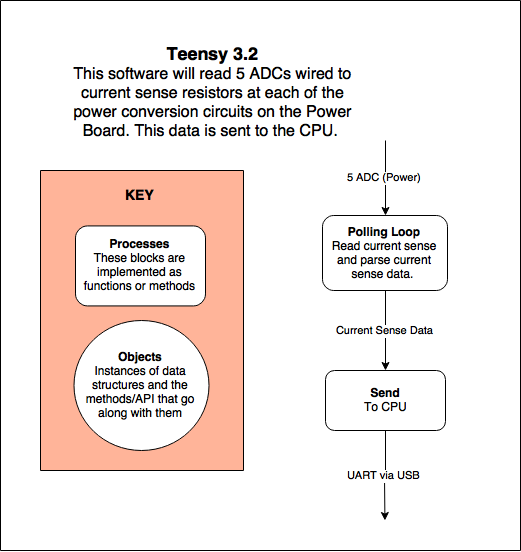 Teensy 3.2
This software will read 5 ADCs wired to
current sense resistors at each of the
power conversion circuits on the Power
Board. This data is sent to the CPU.
KEY
Processes
These blocks are
implemented as
functions or methods
Objects
Instances of data
structures and the
methods/API that go
along with them
5 ADC (Power)
Polling Loop
Read current sense
and parse current
sense data.
Current Sense Data
Send
To CPU
UART via USB